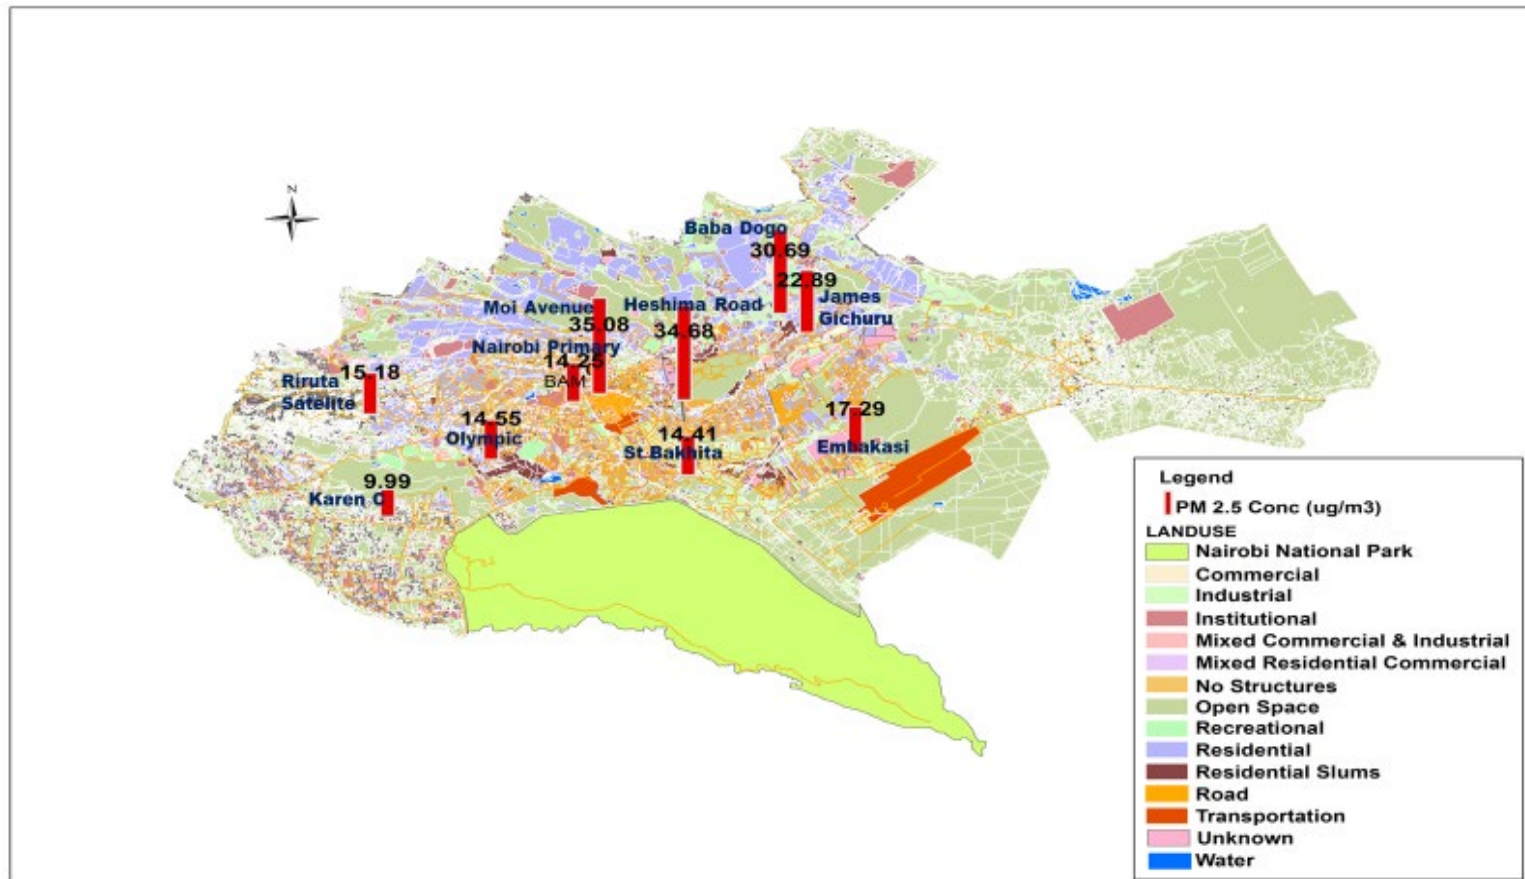 N
Baba Dogo
30.69
22.89
James
Gichuru
Moi Avenue
Heshima Road
35.08
34.68
Nairobi Primary
14.25
BAM
15.18
Riruta
Satelite
17.29
Embakasi
14.55
Olympic
14.41
St.Bakhita
9.99
Karen C
Legend
PM 2.5 Conc (ug/m3)
LANDUSE
Nairobi National Park
Commercial
Industrial
Institutional
Mixed Commercial & Industrial
Mixed Residential Commercial
No Structures
Open Space
Recreational
Residential
Residential Slums
Road
Transportation
Unknown
Water